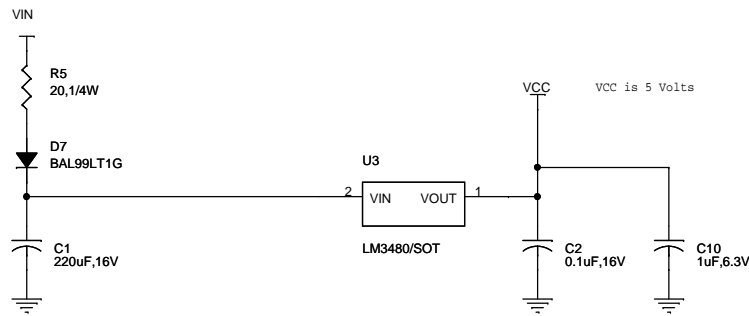 VIN
R5
20,1/4W
D7
BAL99LT1G
C1
220uF,16V
U3
2
VIN
VOUT
1
LM3480/SOT
VCC
VCC is 5 Volts
C2
0.1uF,16V
C10
1uF,6.3V